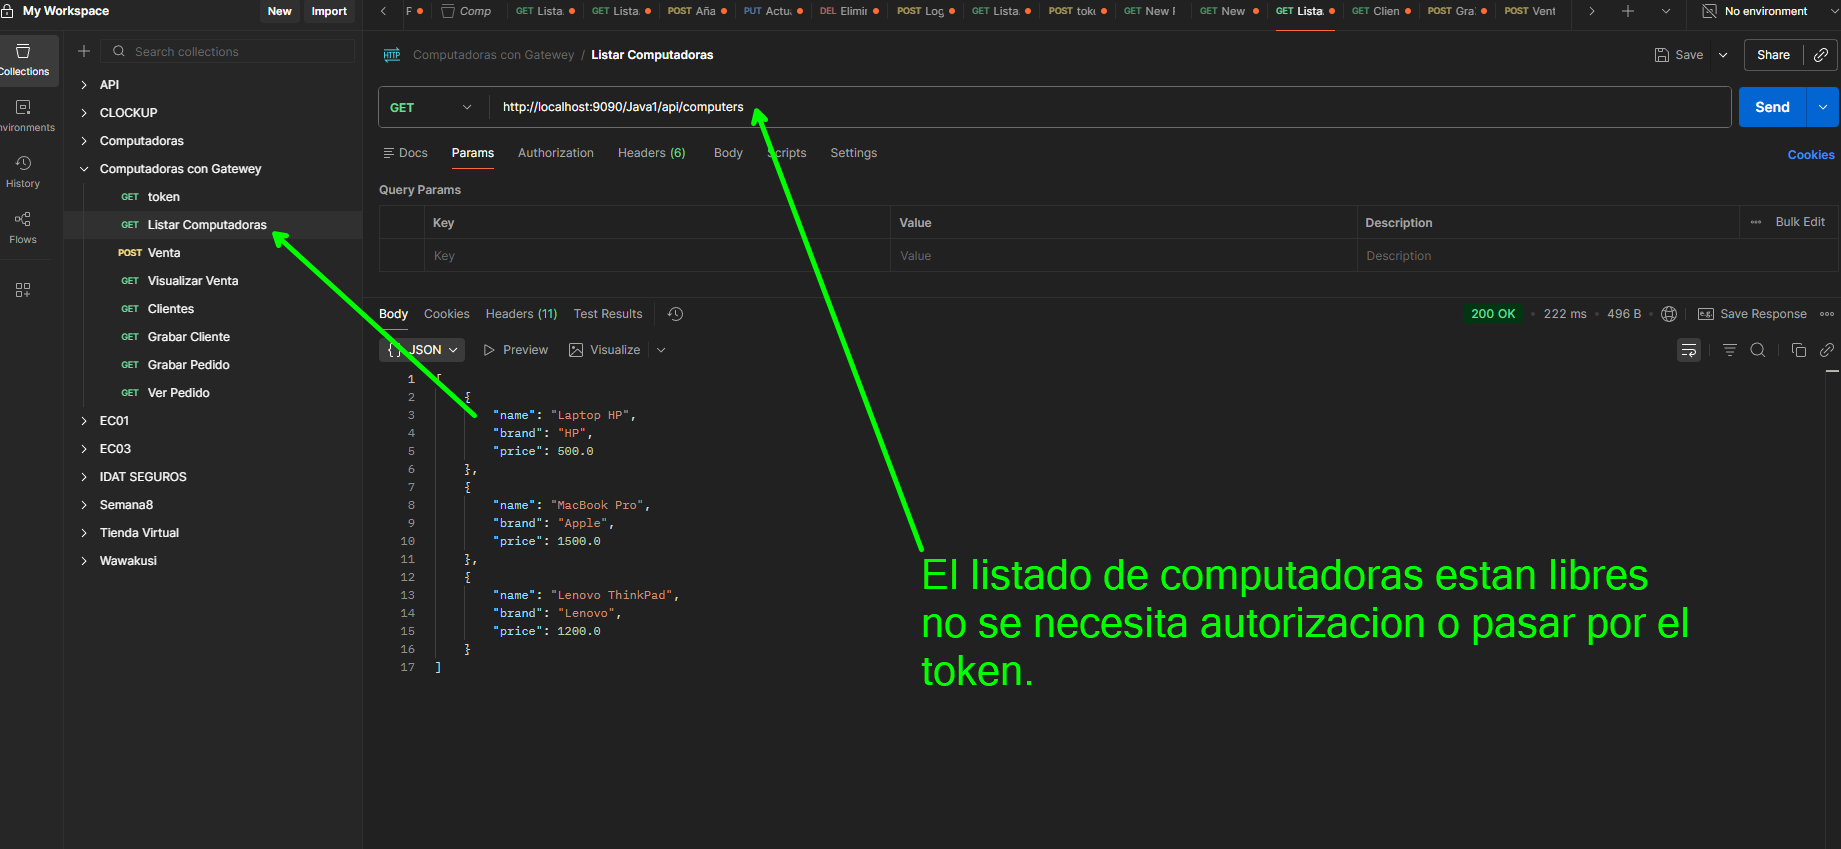 My Workspace
New
Import
Comp
GET Lista
GET Lista
POST Aña
PUT Actu
DEL Elimin
POST Log
GET Lista
POST tok
GET New
GET New
GET Lista
GET Clien
POST Gra
POST Vent
No environment
Collections
Environments
History
Flows
Search collections
API
CLOCKUP
Computadoras
Computadoras con Gatewey
GET token
GET Listar Computadoras
POST Venta
GET Visualizar Venta
GET Clientes
GET Grabar Cliente
GET Grabar Pedido
GET Ver Pedido
EC01
EC03
IDAT SEGUROS
Semana8
Tienda Virtual
Wawakusi
HTTP Computadoras con Gatewey / Listar Computadoras
Save
Share
GET
http://localhost:9090/Java1/api/computers
Send
Docs
Params
Authorization
Headers (6)
Body
Scripts
Settings
Cookies
Query Params
Key
Value
Description
Bulk Edit
Key
Value
Description
Body
Cookies
Headers (11)
Test Results
200 OK
222 ms
496 B
Save Response
{} JSON
Preview
Visualize
1 [
2 {
3 "name": "Laptop HP",
4 "brand": "HP",
5 "price": 500.0
6 },
7 {
8 "name": "MacBook Pro",
9 "brand": "Apple",
10 "price": 1500.0
11 },
12 {
13 "name": "Lenovo ThinkPad",
14 "brand": "Lenovo",
15 "price": 1200.0
16 }
17 ]
El listado de computadoras estan libres
no se necesita autorizacion o pasar por el
token.